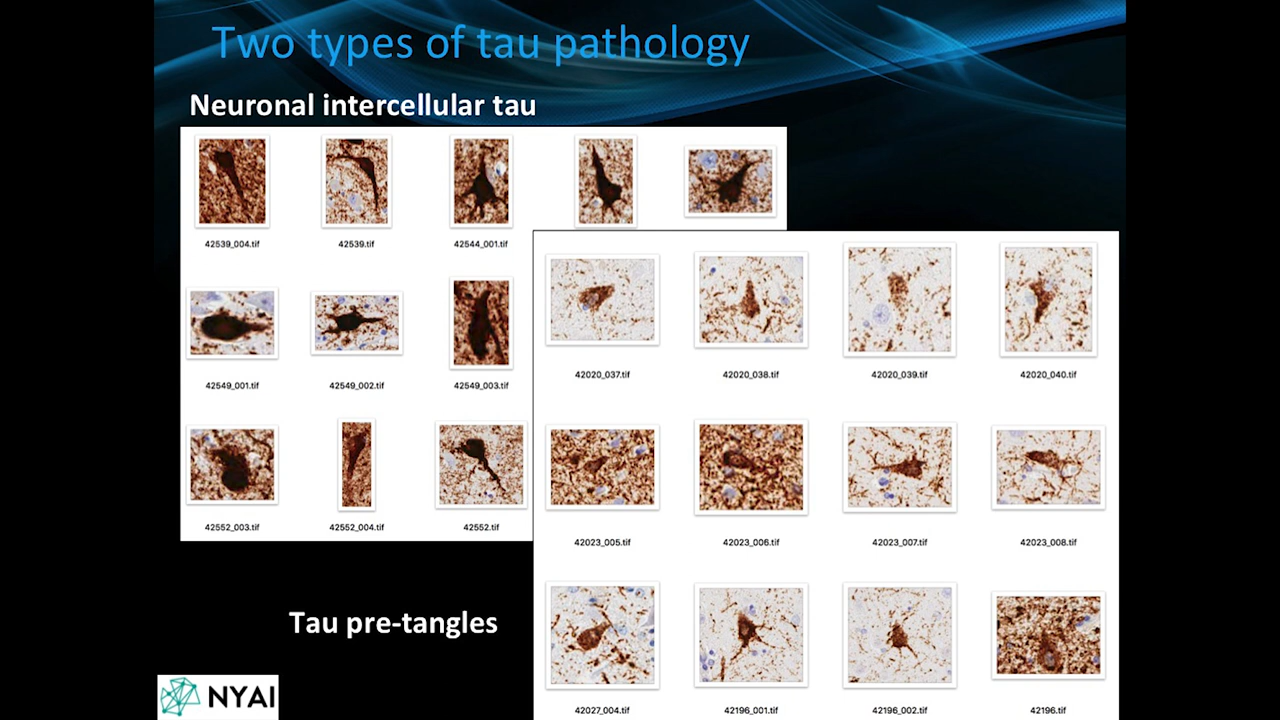 Two types of tau pathology
Neuronal intercellular tau
42539_004.tif
42539.tif
42544_001.tif
42549_001.tif
42549_002.tif
42549_003.tif
42552_003.tif
42552_004.tif
42552.tif
42020_037.tif
42020_038.tif
42020_039.tif
42020_040.tif
42023_005.tif
42023_006.tif
42023_007.tif
42023_008.tif
42027_004.tif
42196_001.tif
42196_002.tif
42196.tif
Tau pre-tangles
NYAI